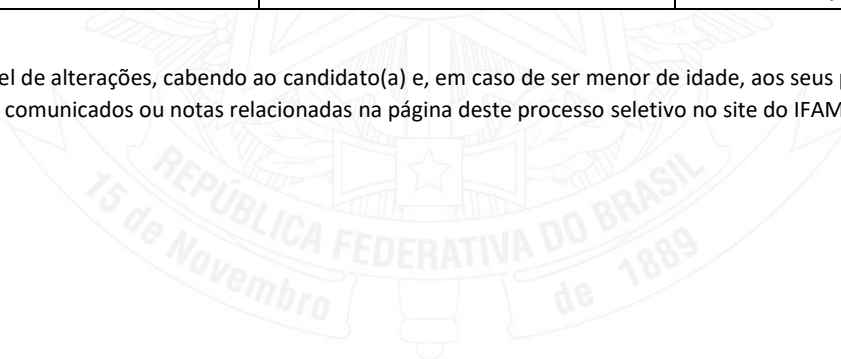 el de alterações, cabendo ao candidato(a) e, em caso de ser menor de idade, aos seus
comunicados ou notas relacionadas na página deste processo seletivo no site do IFAM
REPÚBLICA FEDERATIVA DO BRASIL
15 de Novembro de 1889